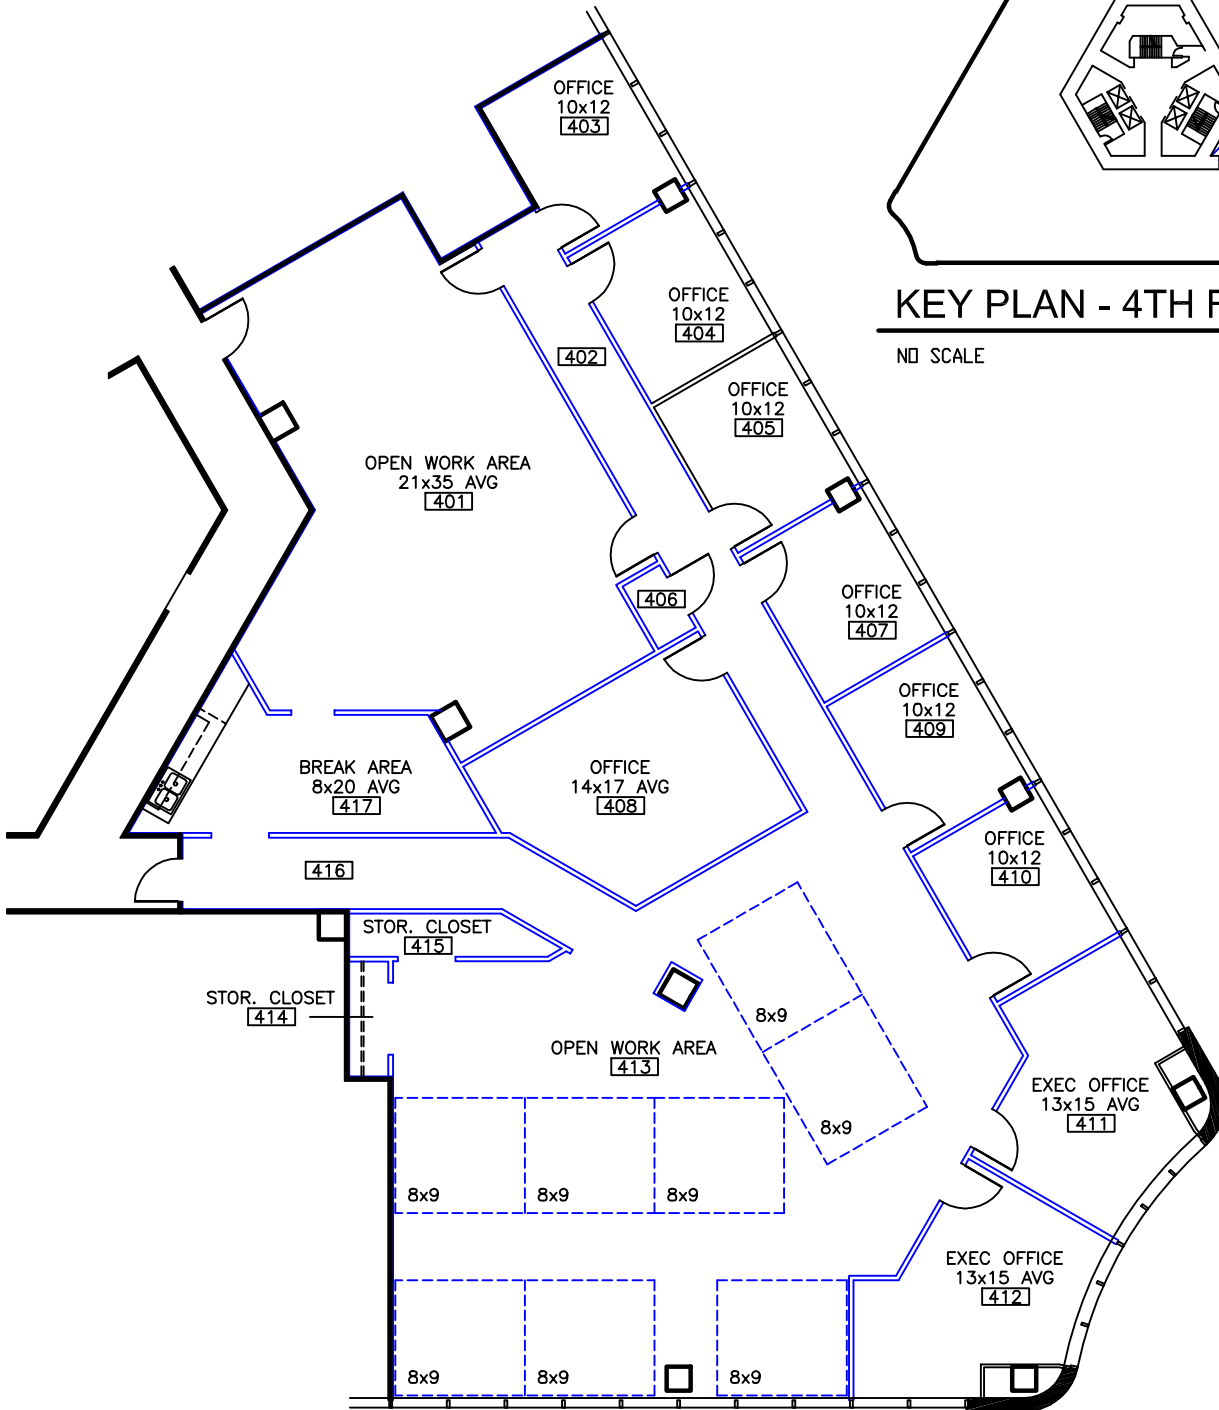 OFFICE
10x12
403
KEY PLAN - 4TH
NO SCALE
OFFICE
10x12
404
402
OFFICE
10x12
405
OPEN WORK AREA
21x35 AVG
401
406
OFFICE
10x12
407
OFFICE
10x12
409
BREAK AREA
8x20 AVG
417
OFFICE
14x17 AVG
408
OFFICE
10x12
410
416
STOR. CLOSET
415
STOR. CLOSET
414
8x9
OPEN WORK AREA
413
EXEC OFFICE
13x15 AVG
411
8x9
8x9
8x9
8x9
EXEC OFFICE
13x15 AVG
412
8x9
8x9
8x9